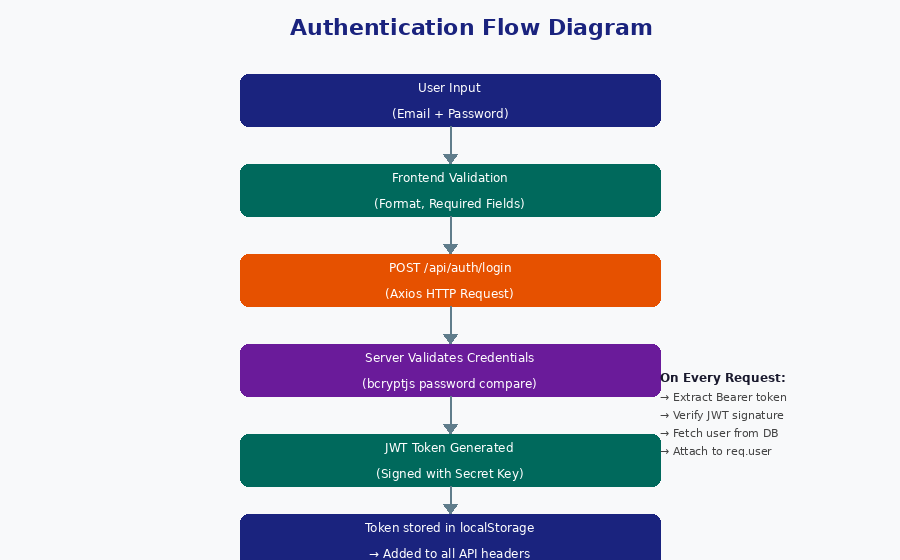 Authentication Flow Diagram
User Input
(Email + Password)
Frontend Validation
(Format, Required Fields)
POST /api/auth/login
(Axios HTTP Request)
Server Validates Credentials
(bcryptjs password compare)
On Every Request:
→ Extract Bearer token
→ Verify JWT signature
→ Fetch user from DB
→ Attach to req.user
JWT Token Generated
(Signed with Secret Key)
Token stored in localStorage
→ Added to all API headers